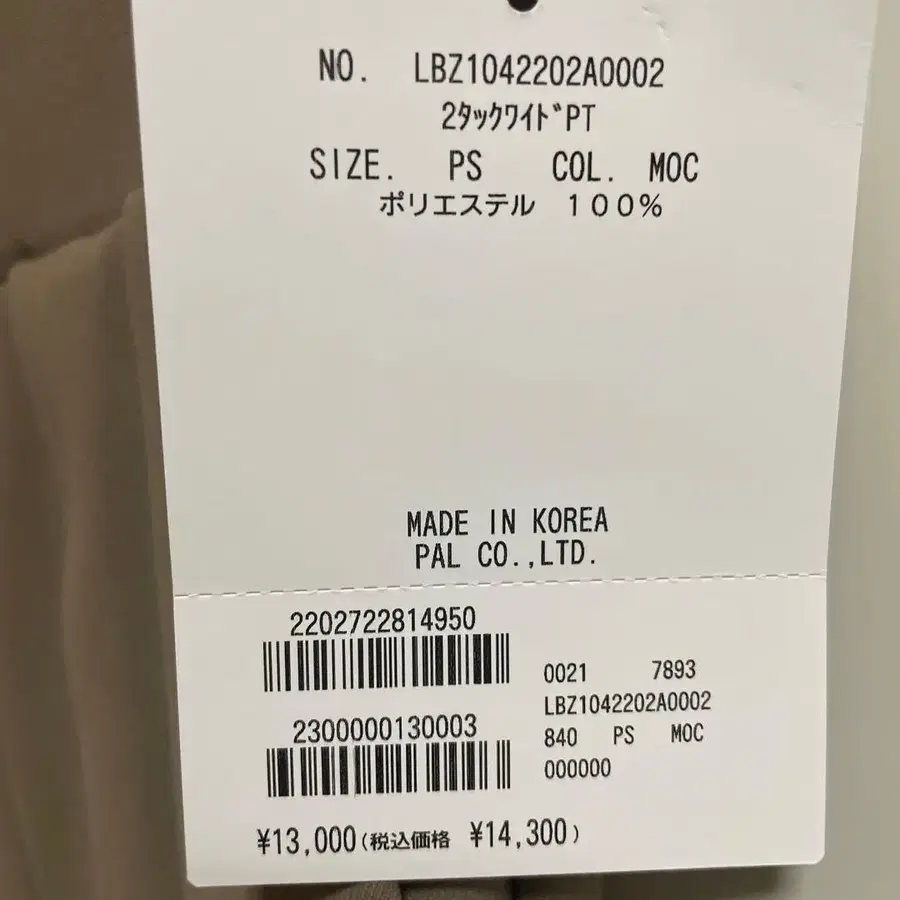 NO. LBZ1042202A0002
2ﾀｯｸﾜｲﾄﾞPT
SIZE. PS COL. MOC
ポリエステル １００％
MADE IN KOREA
PAL CO.,LTD.
2202722814950
2300000130003
0021 7893
LBZ1042202A0002
840 PS MOC
000000
¥13,000(税込価格 ¥14,300)